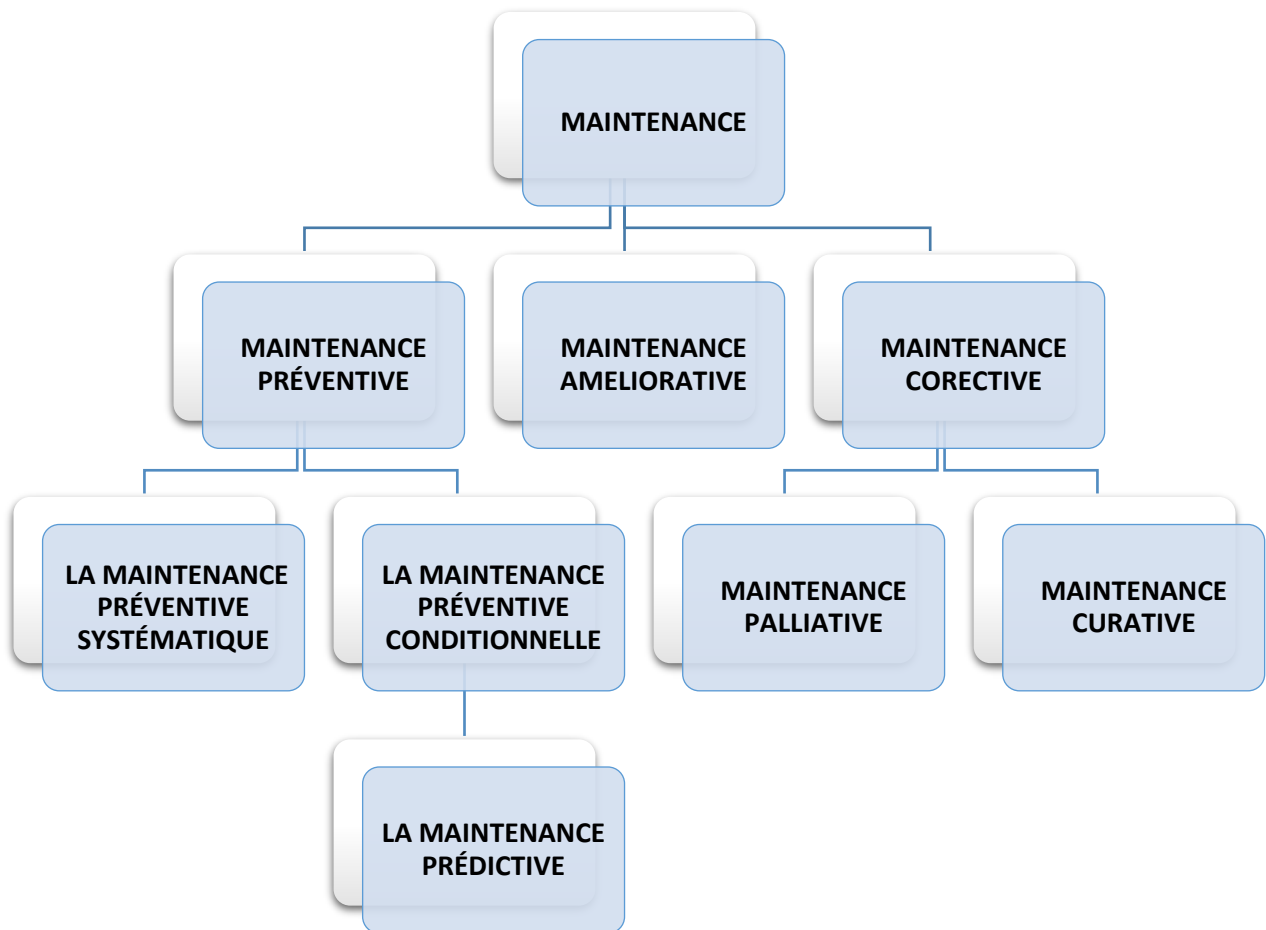 MAINTENANCE
MAINTENANCE
PRÉVENTIVE
MAINTENANCE
AMELIORATIVE
MAINTENANCE
CORECTIVE
LA MAINTENANCE
PRÉVENTIVE
SYSTÉMATIQUE
LA MAINTENANCE
PRÉVENTIVE
CONDITIONNELLE
MAINTENANCE
PALLIATIVE
MAINTENANCE
CURATIVE
LA MAINTENANCE
PRÉDICTIVE